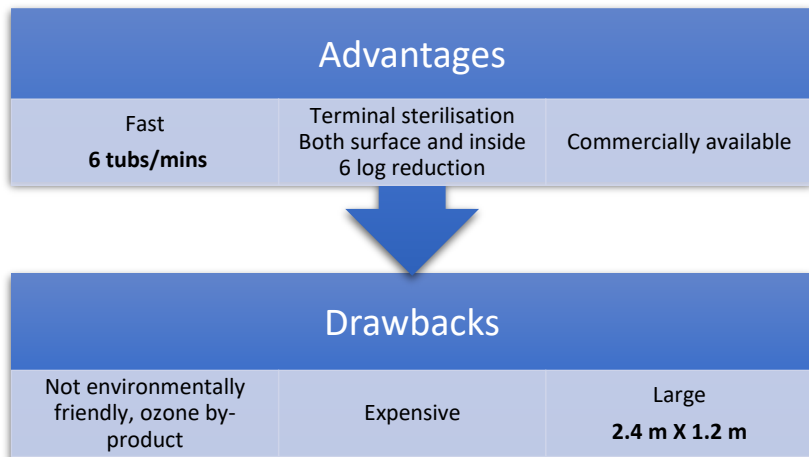 Advantages
Fast
6 tubs/mins
Terminal sterilisation
Both surface and inside
6 log reduction
Commercially available
Drawbacks
Not environmentally
friendly, ozone by-
product
Expensive
Large
2.4 m X 1.2 m